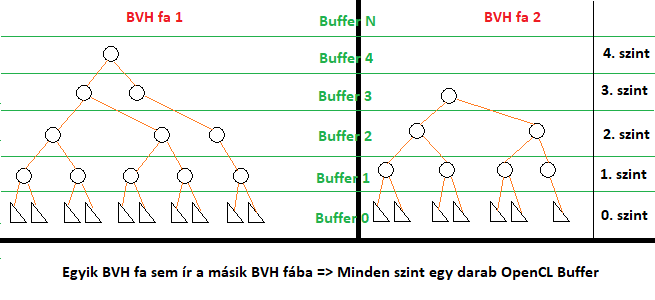 BVH fa 1
Buffer N
BVH fa 2
Buffer 4
4. szint
Buffer 3
3. szint
Buffer 2
2. szint
Buffer 1
1. szint
Buffer 0
0. szint
Egyik BVH fa sem ír a másik BVH fába => Minden szint egy darab OpenCL Buffer